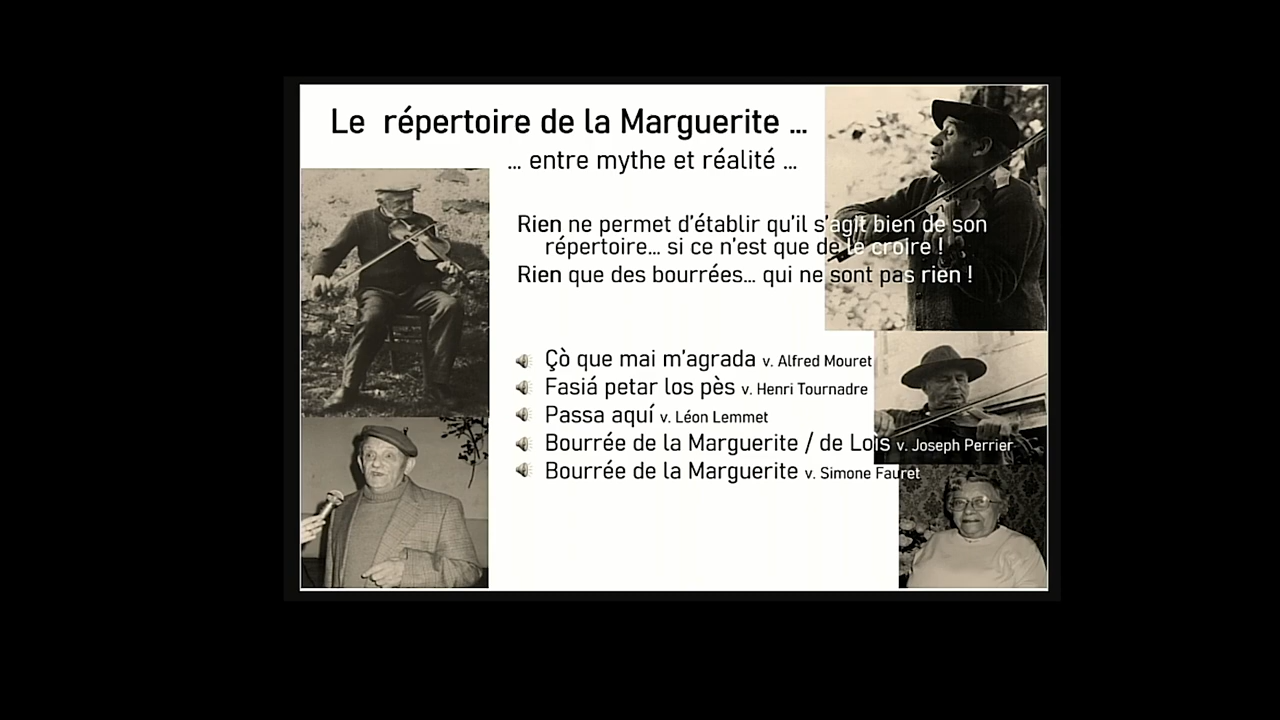 Le répertoire de la Marguerite ...
... entre mythe et réalité ...
Rien ne permet d'établir qu'il s'agit bien de son
répertoire... si ce n'est que de le croire !
Rien que des bourrées... qui ne sont pas rien !
Çò que mai m'agrada v. Alfred Mouret
Fasiá petar los pès v. Henri Tournadre
Passa aquí v. Léon Lemmet
Bourrée de la Marguerite / de Loïs v. Joseph Perrier
Bourrée de la Marguerite v. Simone Fauret